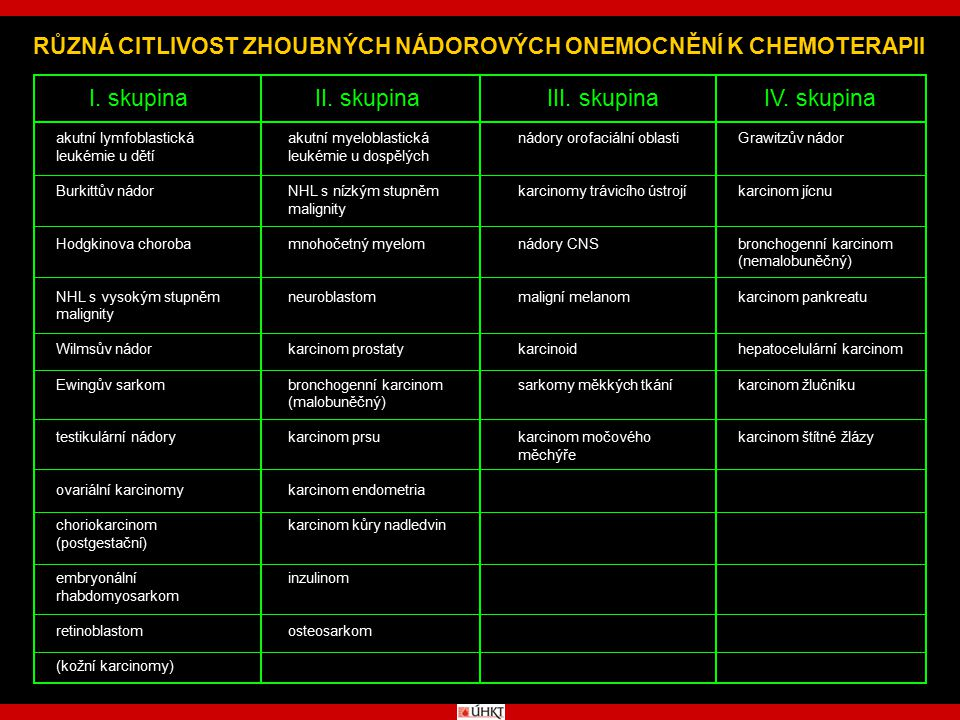 RŮZNÁ CITLIVOST ZHOUBNÝCH NÁDOROVÝCH ONEMOCNĚNÍ K CHEMOTERAPII
I. skupina II. skupina III. skupina IV. skupina
akutní lymfoblastická akutní myeloblastická nádory orofaciální oblasti Grawitzův nádor
leukémie u dětí leukémie u dospělých
Burkittův nádor NHL s nízkým stupněm karcinomy trávicího ústrojí karcinom jícnu
malignity
Hodgkinova choroba mnohočetný myelom nádory CNS bronchogenní karcinom
(nemalobuněčný)
NHL s vysokým stupněm neuroblastom maligní melanom karcinom pankreatu
malignity
Wilmsův nádor karcinom prostaty karcinoid hepatocelulární karcinom
Ewingův sarkom bronchogenní karcinom sarkomy měkkých tkání karcinom žlučníku
(malobuněčný)
testikulární nádory karcinom prsu karcinom močového karcinom štítné žlázy
měchýře
ovariální karcinomy karcinom endometria
choriokarcinom karcinom kůry nadledvin
(postgestační)
embryonální inzulinom
rhabdomyosarkom
retinoblastom osteosarkom
(kožní karcinomy)
ÚHKT